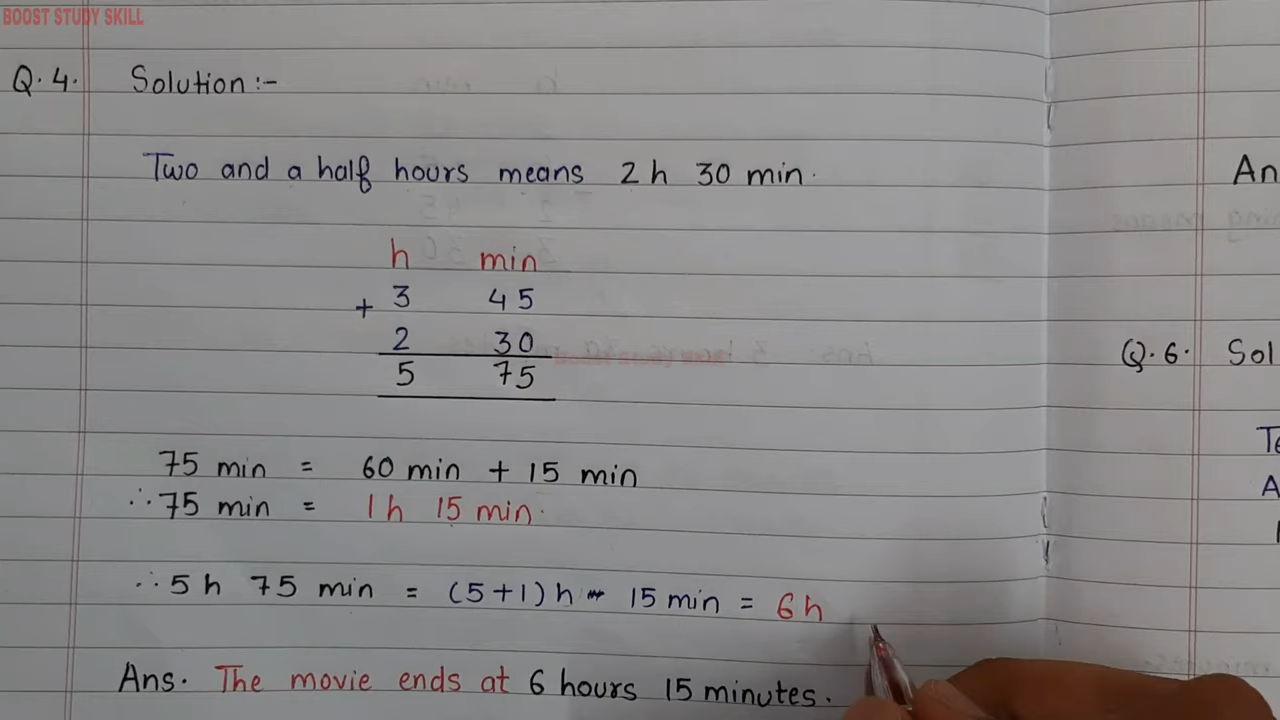 BOOST STUDY SKILL
Q.4. Solution :-
Two and a half hours means 2 h 30 min.
h min
+ 3 45
2 30
5 75
75 min = 60 min + 15 min
∴ 75 min = 1 h 15 min.
∴ 5 h 75 min = (5+1) h 15 min = 6 h
Ans. The movie ends at 6 hours 15 minutes.
An
Q.6. Sol
Te
A